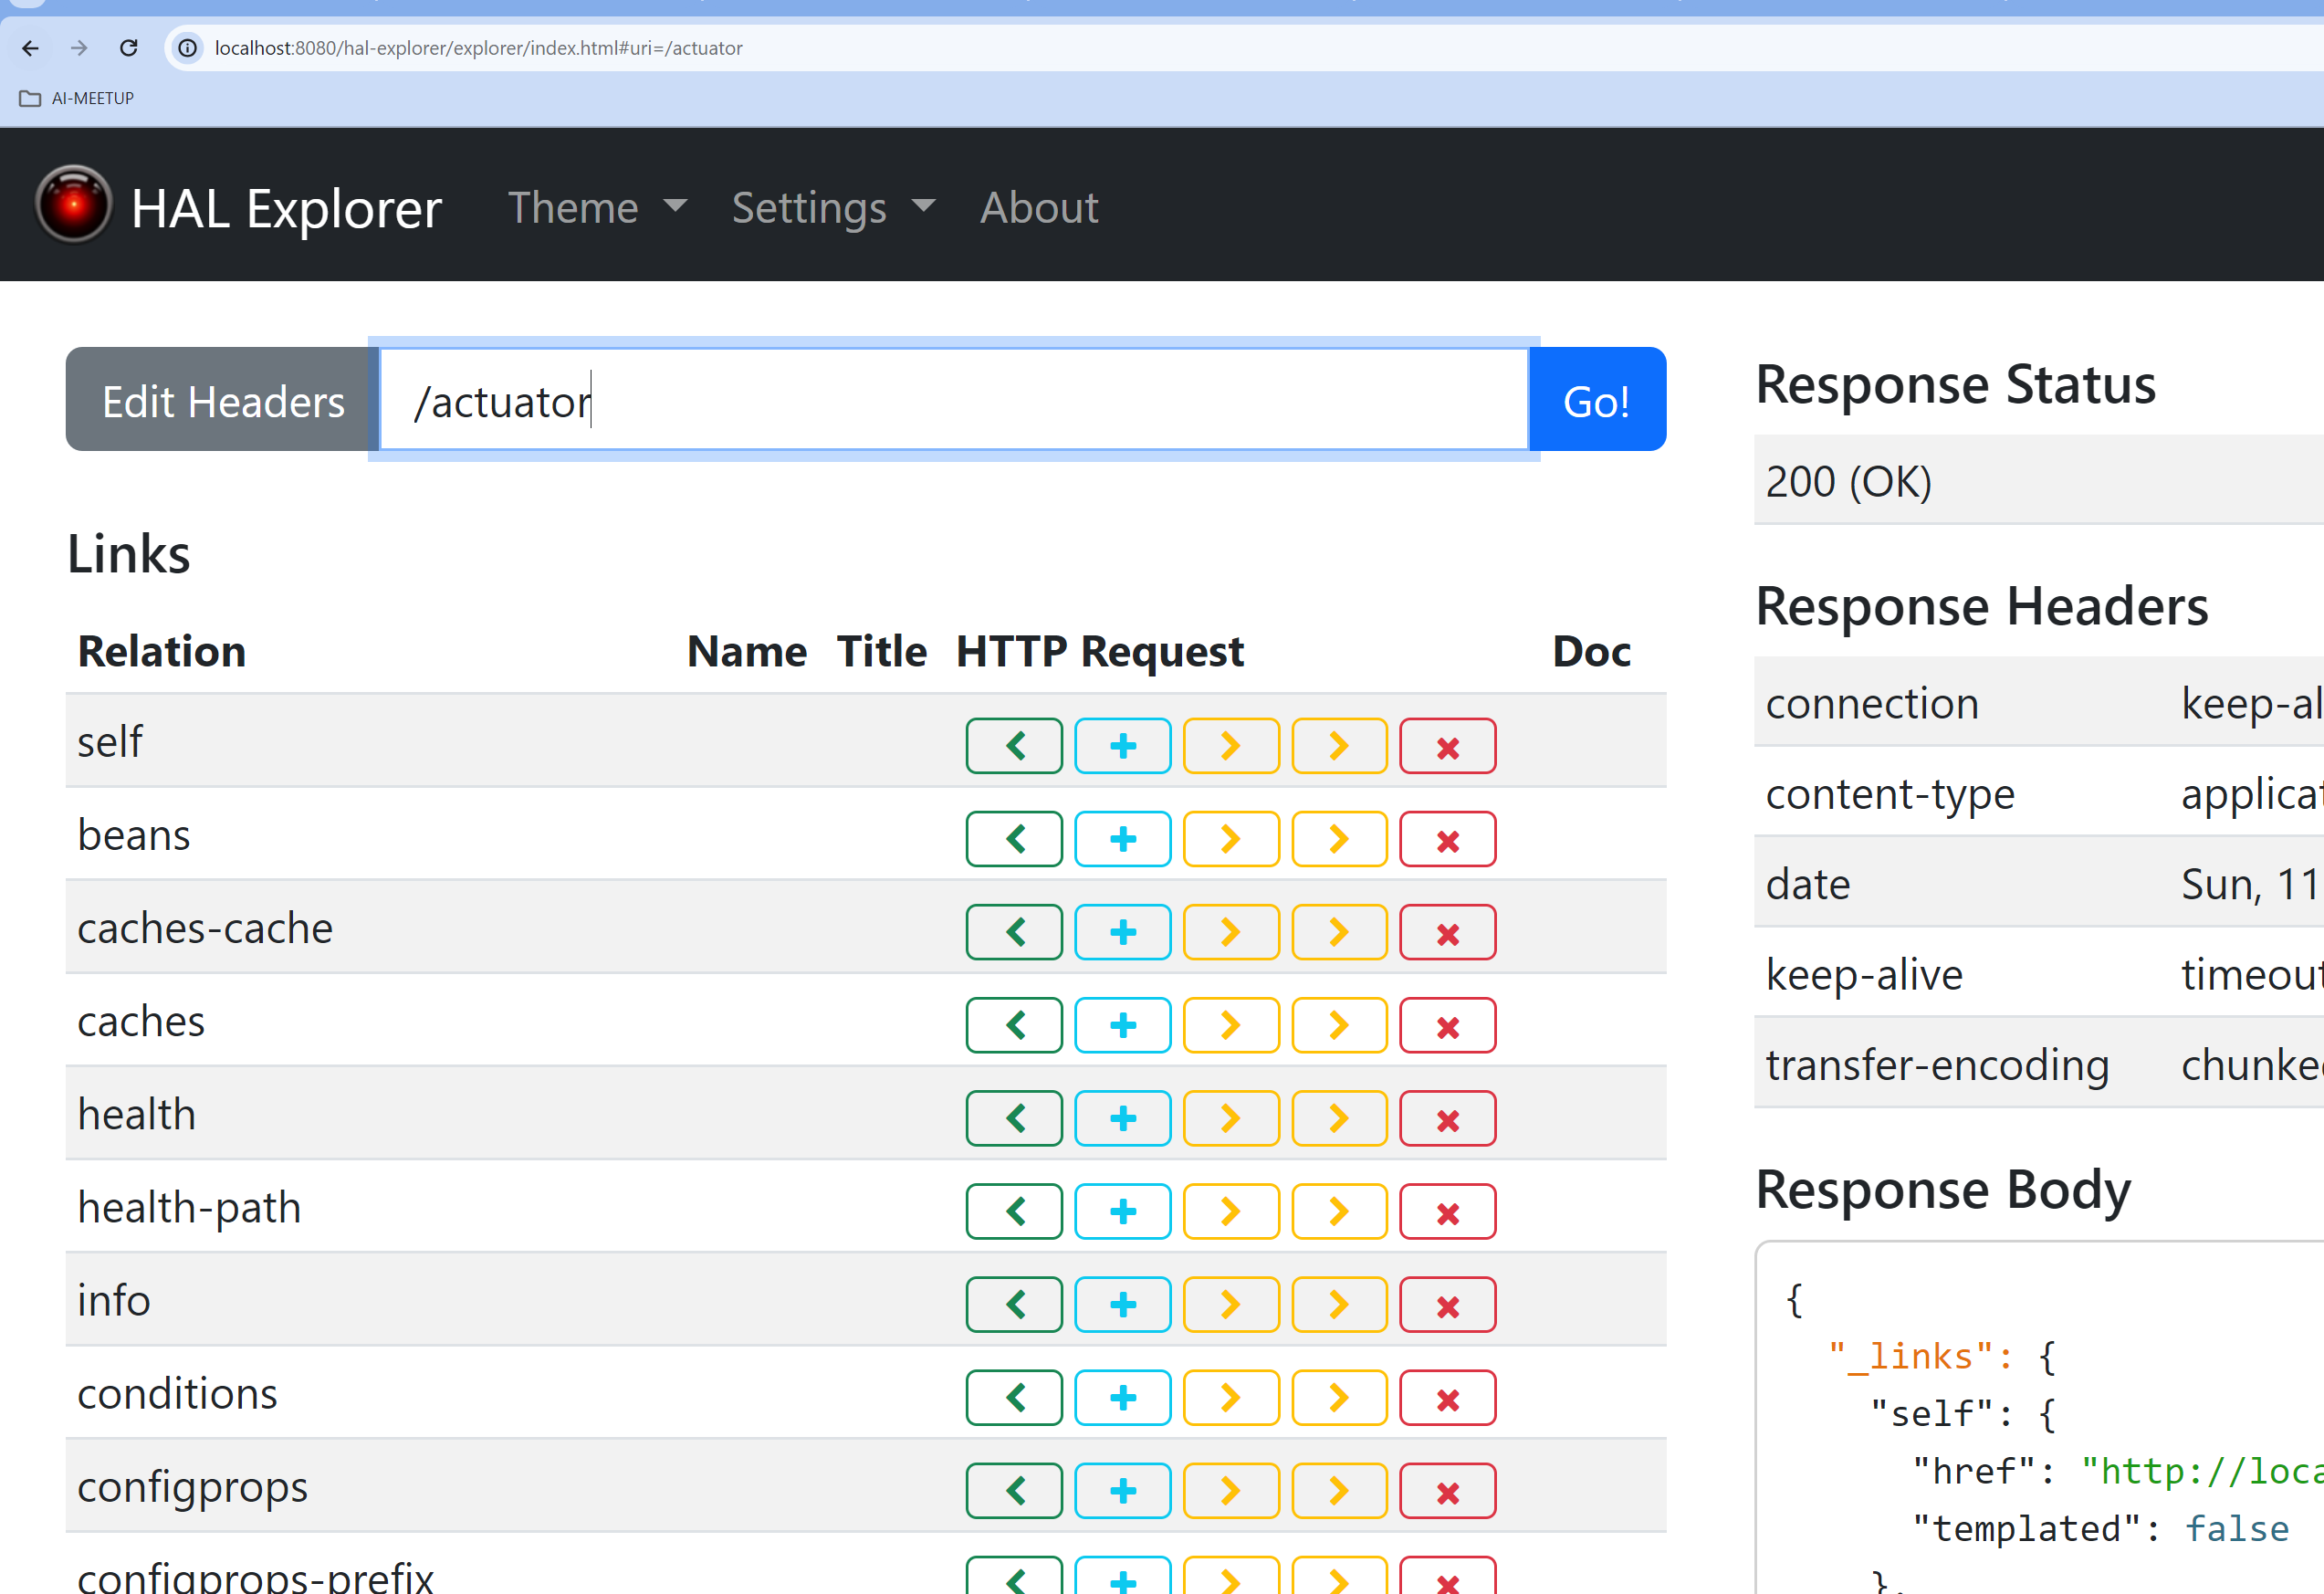 localhost:8080/hal-explorer/explorer/index.html#uri=/actuator
AI-MEETUP
HAL Explorer Theme Settings About
Edit Headers /actuator Go!
Links
Relation Name Title HTTP Request Doc
self
beans
caches-cache
caches
health
health-path
info
conditions
configprops
configprops-prefix
Response Status
200 (OK)
Response Headers
connection keep-al
content-type applicat
date Sun, 11
keep-alive timeout
transfer-encoding chunked
Response Body
{
"_links": {
"self": {
"href": "http://loca
"templated": false
},